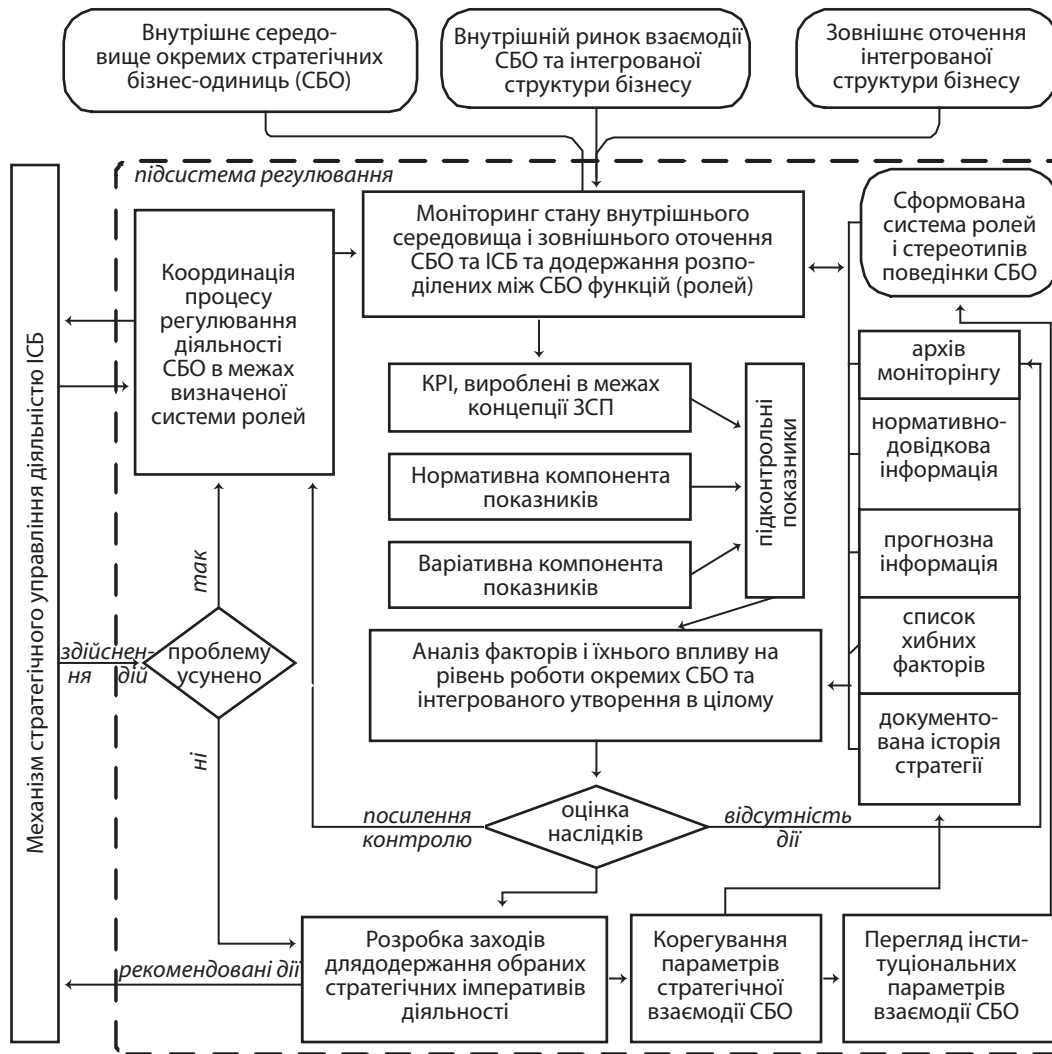 Внутрішнє середо-
вище окремих стратегічних
бізнес-одиниць (СБО)
Внутрішній ринок взаємодії
СБО та інтегрованої
структури бізнесу
Зовнішнє оточення
інтегрованої
структури бізнесу
підсистема регулювання
Механізм стратегічного управління діяльністю ІСБ
Координація
процесу
регулювання
діяльності
СБО в межах
визначеної
системи ролей
Моніторинг стану внутрішнього
середовища і зовнішнього оточення
СБО та ІСБ та додержання розпо-
ділених між СБО функцій (ролей)
Сформована
система ролей
і стереотипів
поведінки СБО
КРІ, вироблені в межах
концепції ЗСП
Нормативна компонента
показників
Варіативна компонента
показників
підконтрольні
показники
архів
моніторінгу
нормативно-
довідкова
інформація
прогнозна
інформація
список
хибних
факторів
документо-
вана історія
стратегії
так
здійснен-
ня дій
проблему
усунено
ні
Аналіз факторів і їхнього впливу на
рівень роботи окремих СБО та
інтегрованого утворення в цілому
посилення
контролю
оцінка
наслідків
відсутність
дії
рекомендовані дії
Розробка заходів
длядодержання обраних
стратегічних імперативів
діяльності
Корегування
параметрів
стратегічної
взаємодії СБО
Перегляд інсти-
туціональних
параметрів
взаємодії СБО